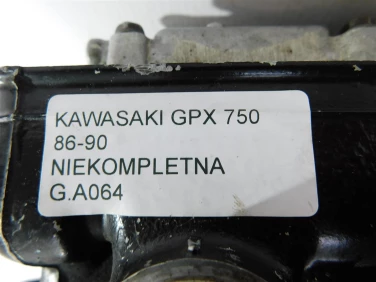 KAWASAKI GPX 750
86-90
NIEKOMPLETNA
G.A064